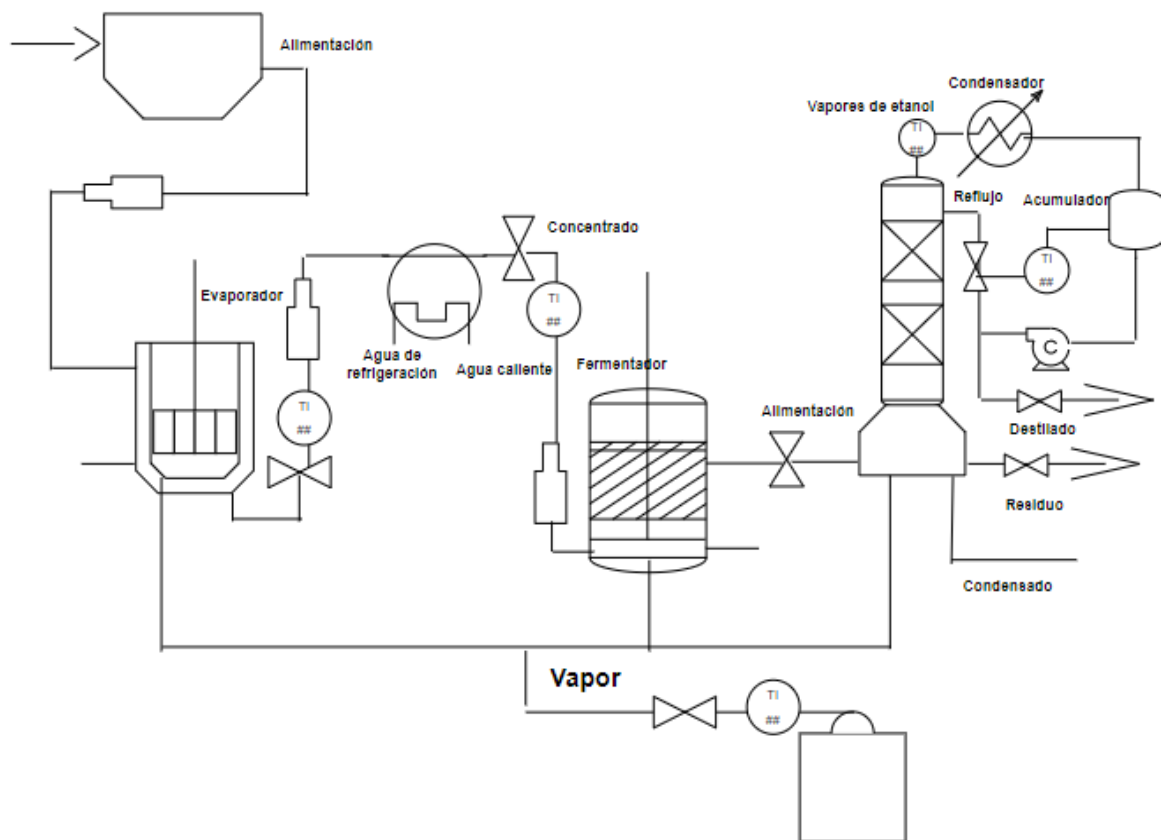 Alimentación
Condensador
Vapores de etanol
TI
##
Reflujo
Acumulador
Concentrado
TI
##
Evaporador
TI
##
Agua de
refrigeración
Agua caliente
Fermentador
C
Alimentación
TI
##
Destilado
Residuo
Condensado
Vapor
TI
##